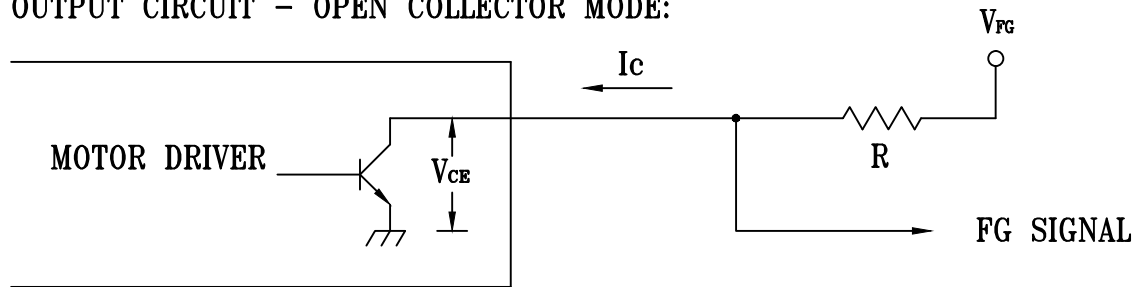 OUTPUT CIRCUIT - OPEN COLLECTOR MODE:
VFG
Ic
MOTOR DRIVER
VCE
R
FG SIGNAL